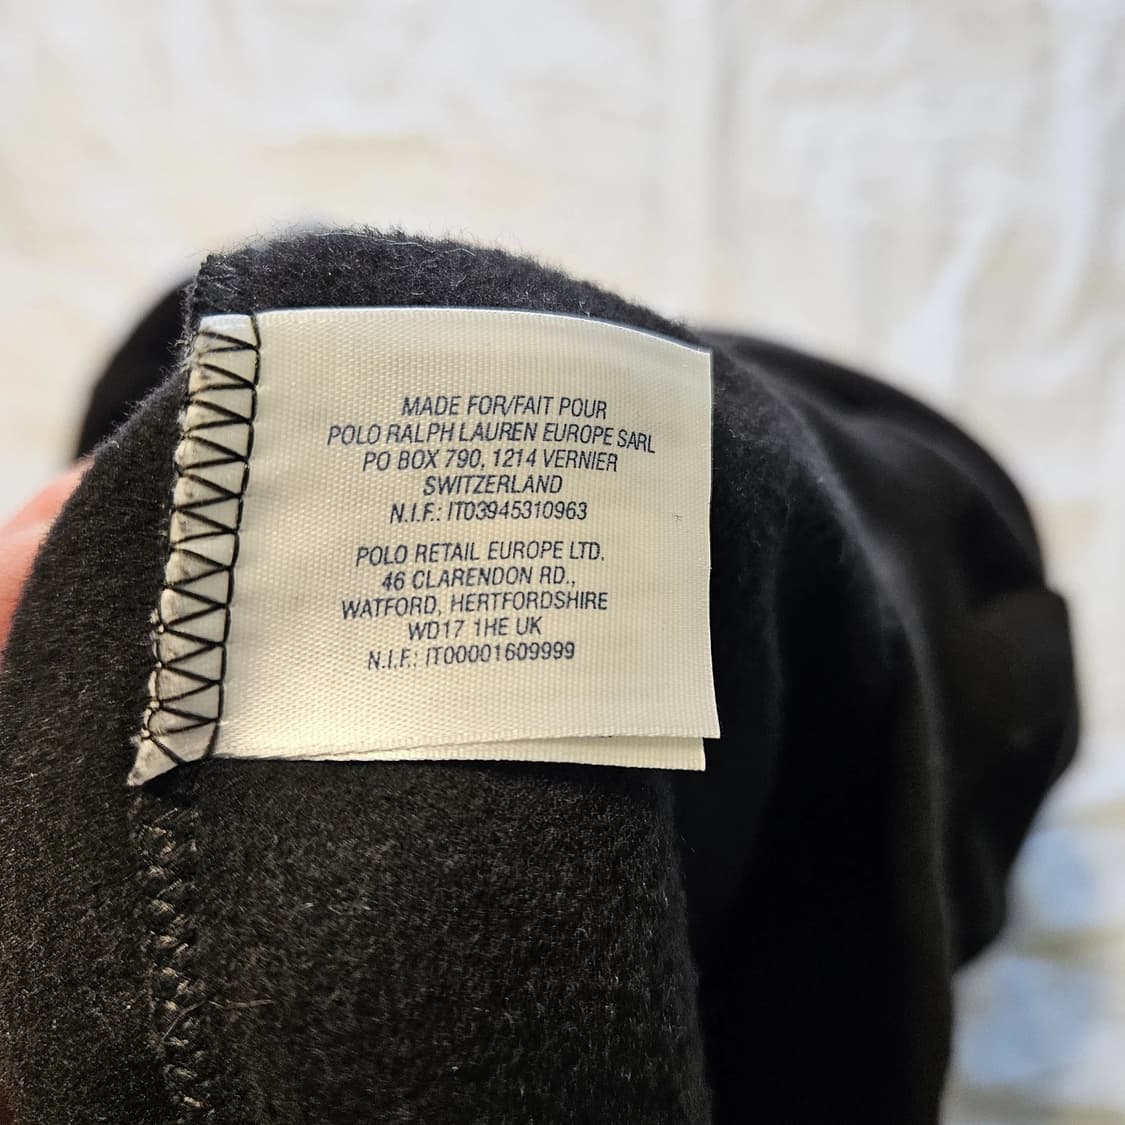 MADE FOR/FAIT POUR
POLO RALPH LAUREN EUROPE SARL
PO BOX 790, 1214 VERNIER
SWITZERLAND
N.I.F.: IT03945310963
POLO RETAIL EUROPE LTD.
46 CLARENDON RD.,
WATFORD, HERTFORDSHIRE
WD17 1HE UK
N.I.F.: IT00001609999